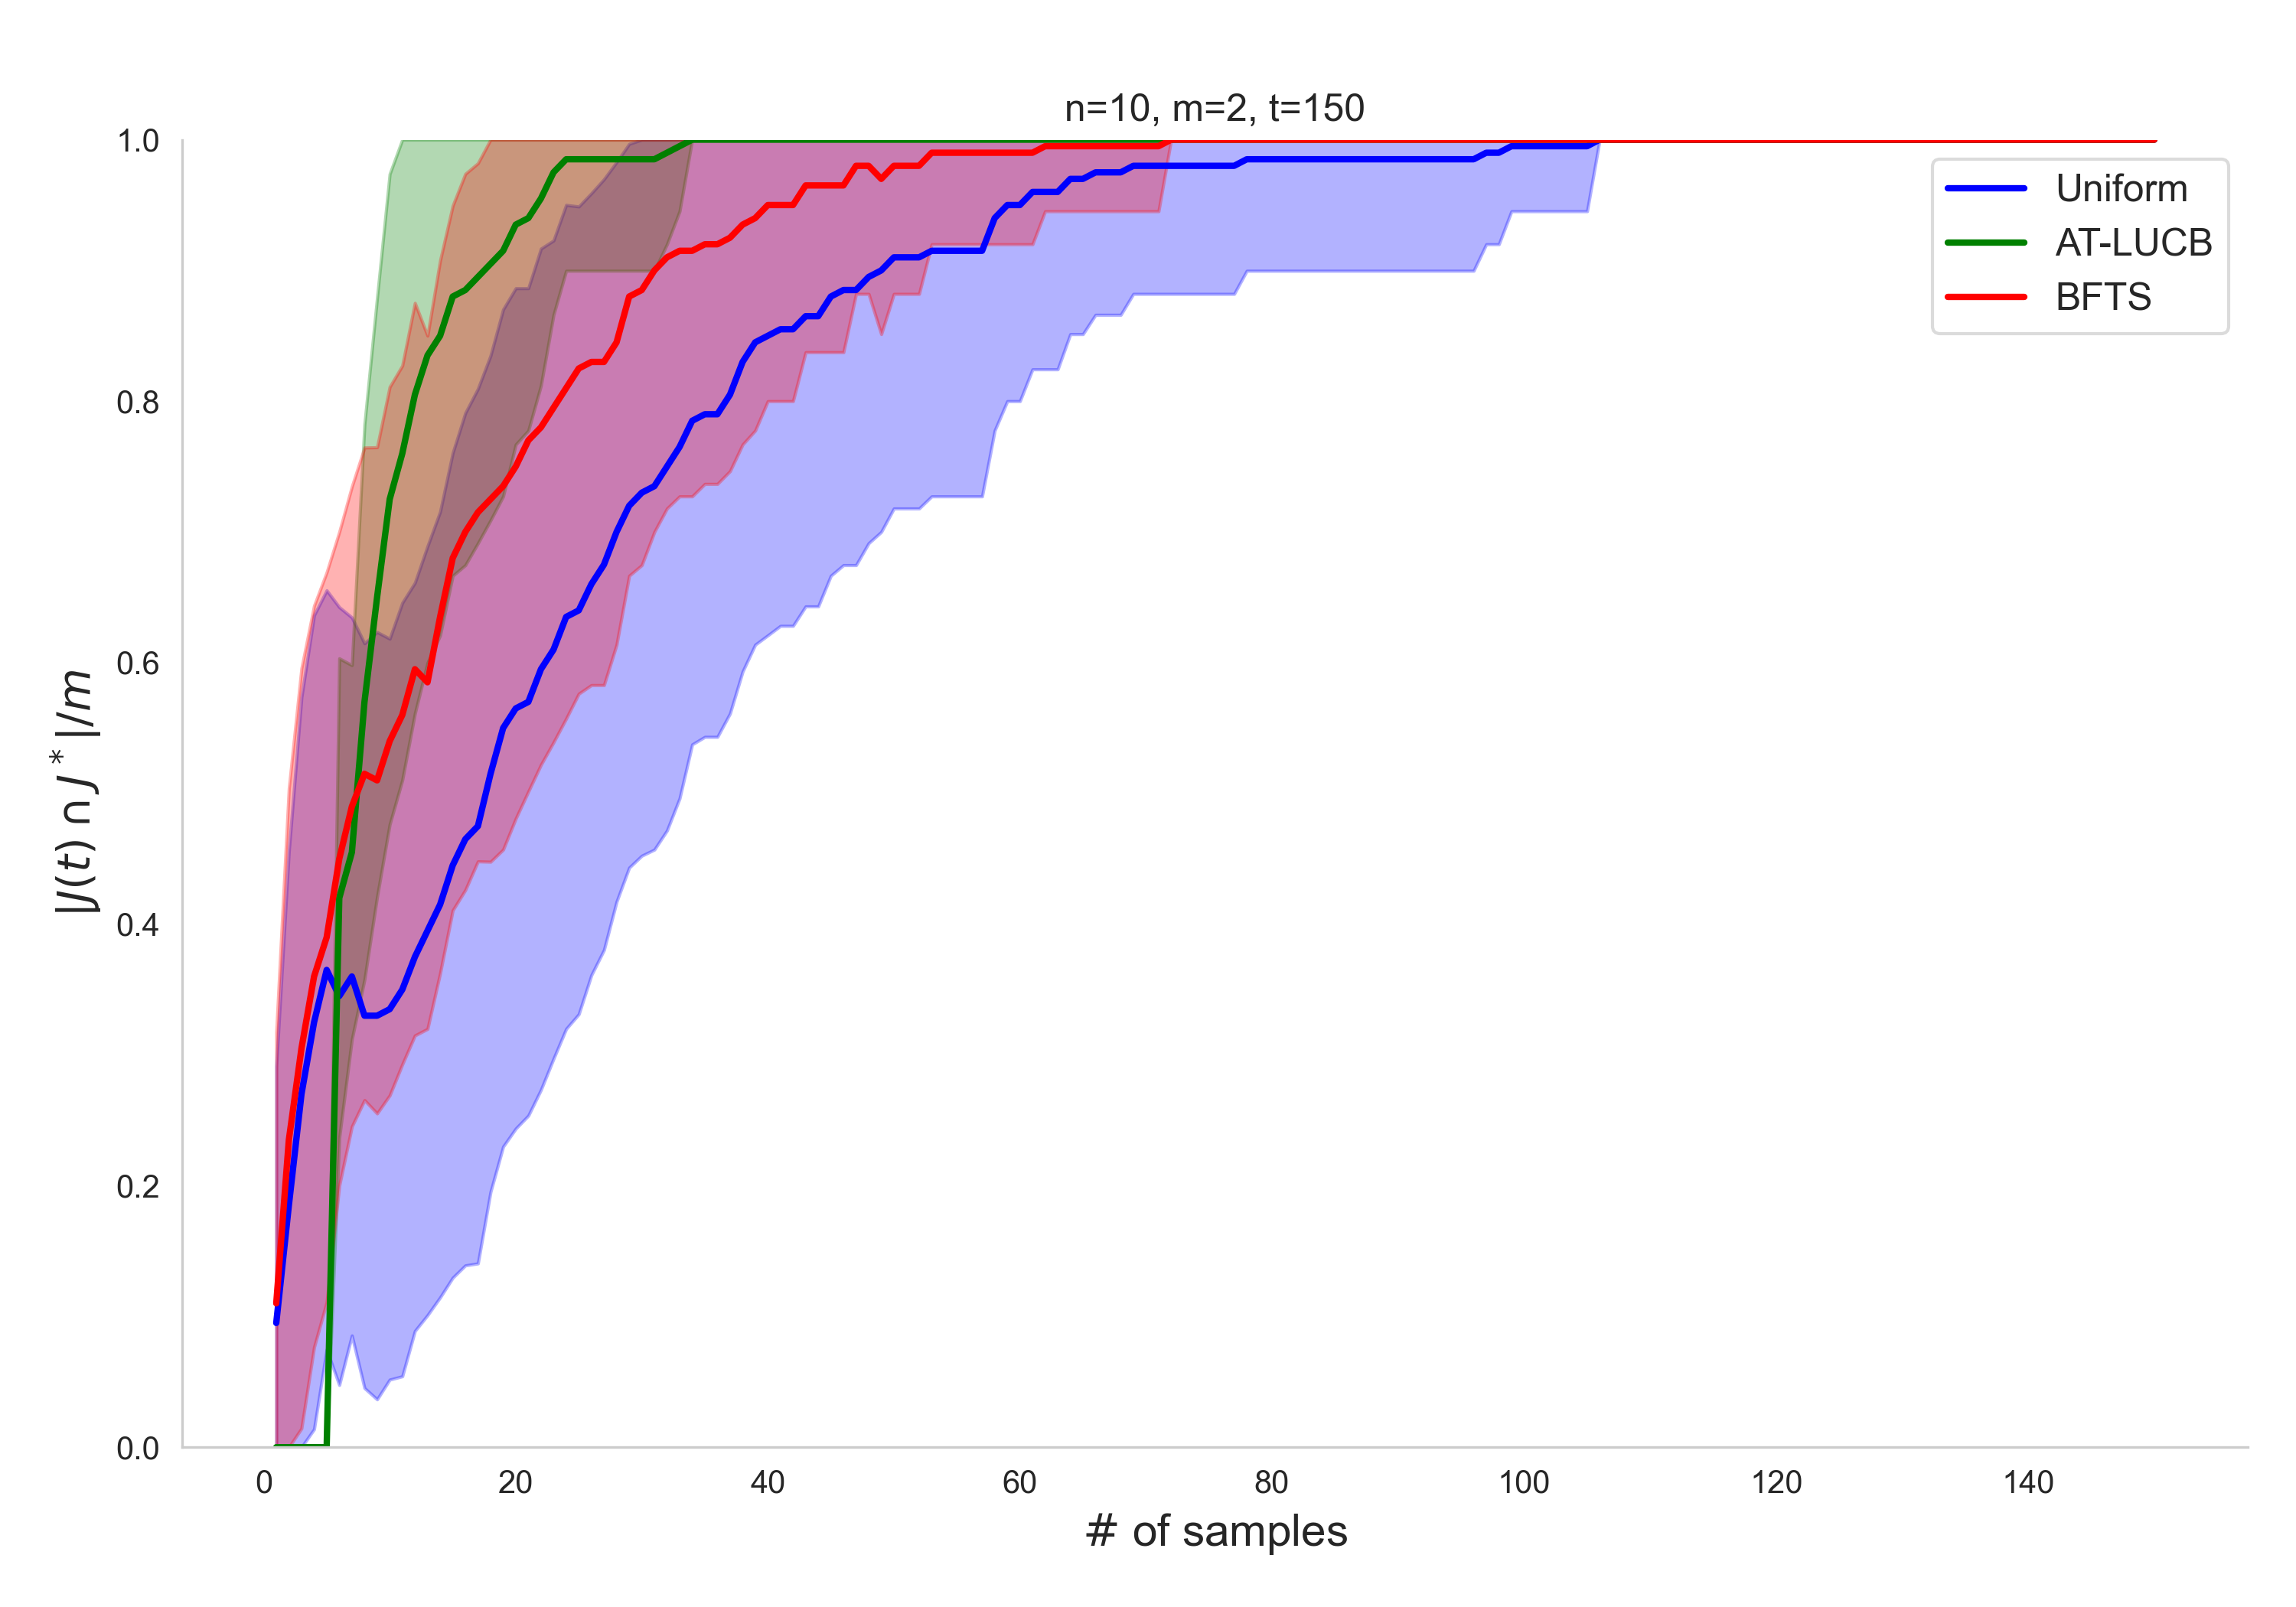 n=10, m=2, t=150
1.0
0.8
0.6
0.4
0.2
0.0
|J(t) ∩ J*|/m
0 20 40 60 80 100 120 140
# of samples
Uniform
AT-LUCB
BFTS